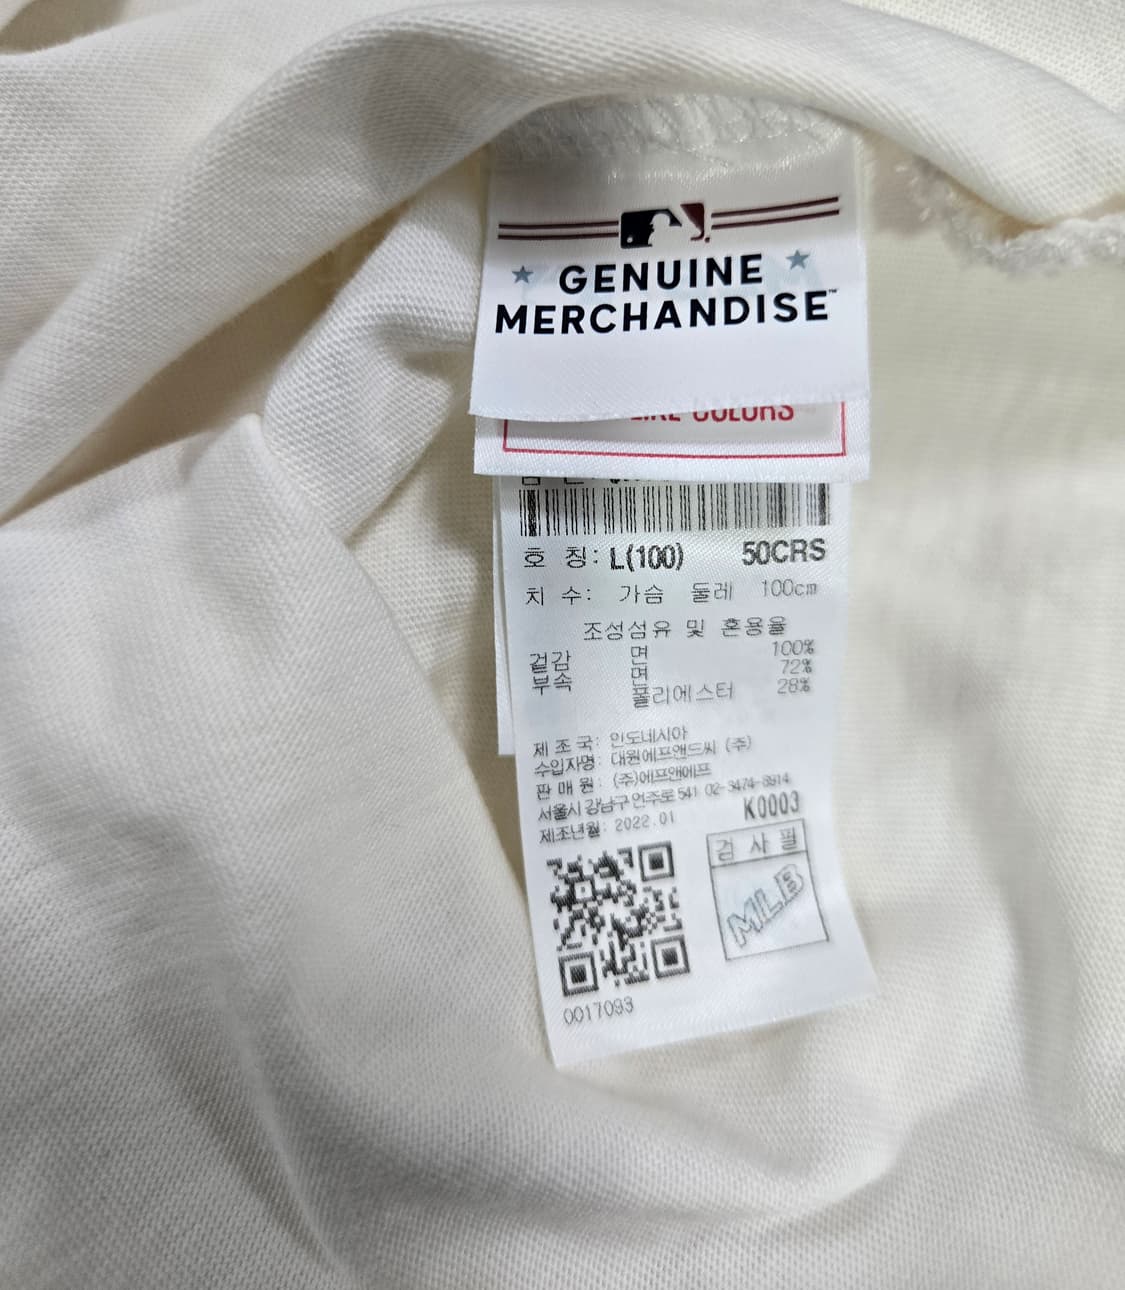 GENUINE
MERCHANDISE™
LIKE COLORS
호 칭: L(100) 50CRS
치 수: 가슴 둘레 100cm
조성섬유 및 혼용율
겉감 면 100%
부속 면 72%
폴리에스터 28%
제 조 국: 인도네시아
수입자명: 대원에프앤드씨 (주)
판 매 원: (주)에프앤에프
서울시 강남구 언주로 541 02-3474-8914
제조년월: 2022.01 K0003
검 사 필
MLB
0017093